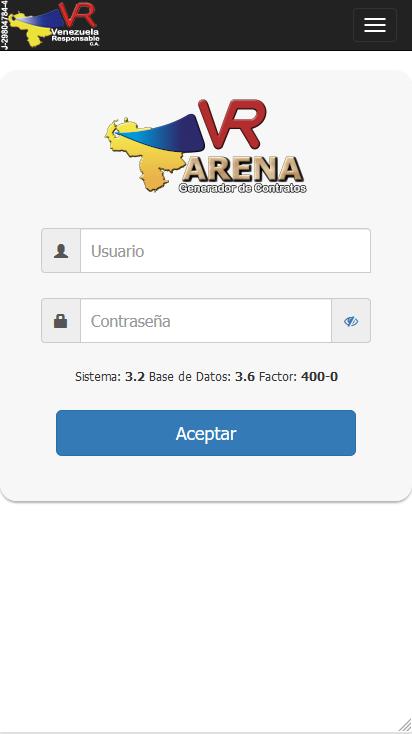 J-29804784-4
VR
Venezuela
Responsable
C.A.
VR
ARENA
Generador de Contratos
Usuario
Contraseña
Sistema: 3.2 Base de Datos: 3.6 Factor: 400-0
Aceptar